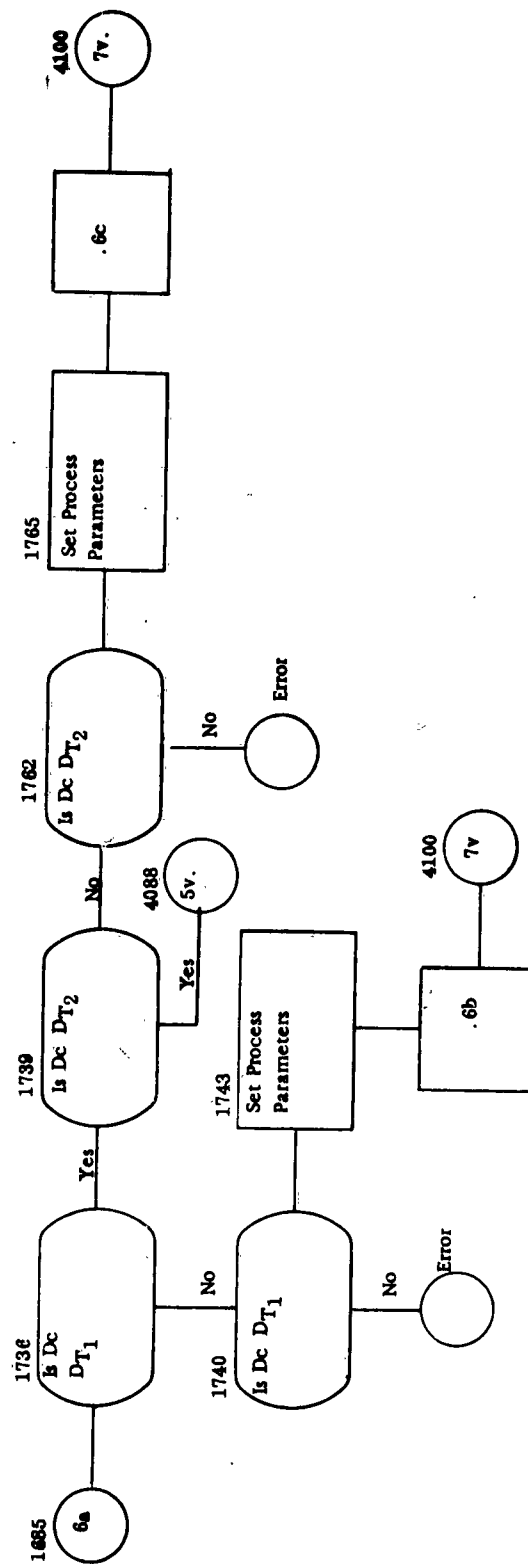 1685
6a
1736
Is Dc
DT1
Yes
1739
Is Dc DT2
No
1762
Is Dc DT2
1765
Set Process
Parameters
.6c
4100
7v.
Yes
4088
5v.
No
Error
No
1740
Is Dc DT1
1743
Set Process
Parameters
.6b
4100
7v
No
Error